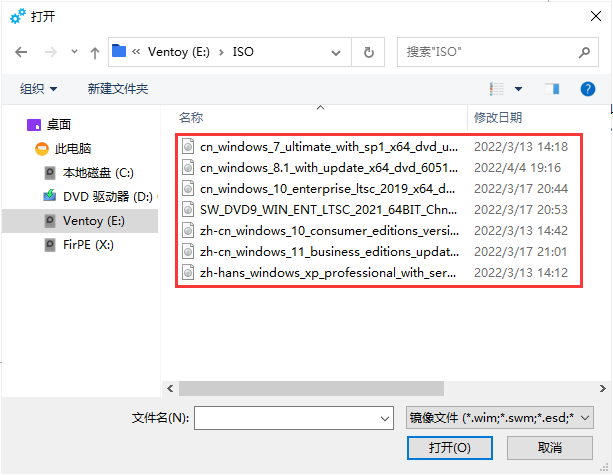 打开
« Ventoy (E:) › ISO
搜索"ISO"
组织
新建文件夹
名称
修改日期
桌面
此电脑
本地磁盘 (C:)
DVD 驱动器 (D:)
Ventoy (E:)
FirPE (X:)
cn_windows_7_ultimate_with_sp1_x64_dvd_u... 2022/3/13 14:18
cn_windows_8.1_with_update_x64_dvd_6051... 2022/4/4 19:16
cn_windows_10_enterprise_ltsc_2019_x64_d... 2022/3/17 20:44
SW_DVD9_WIN_ENT_LTSC_2021_64BIT_Chn... 2022/3/17 20:53
zh-cn_windows_10_consumer_editions_versi... 2022/3/13 14:42
zh-cn_windows_11_business_editions_updat... 2022/3/17 21:01
zh-hans_windows_xp_professional_with_ser... 2022/3/13 14:12
文件名(N):
镜像文件 (*.wim;*.swm;*.esd;*
打开(O)
取消